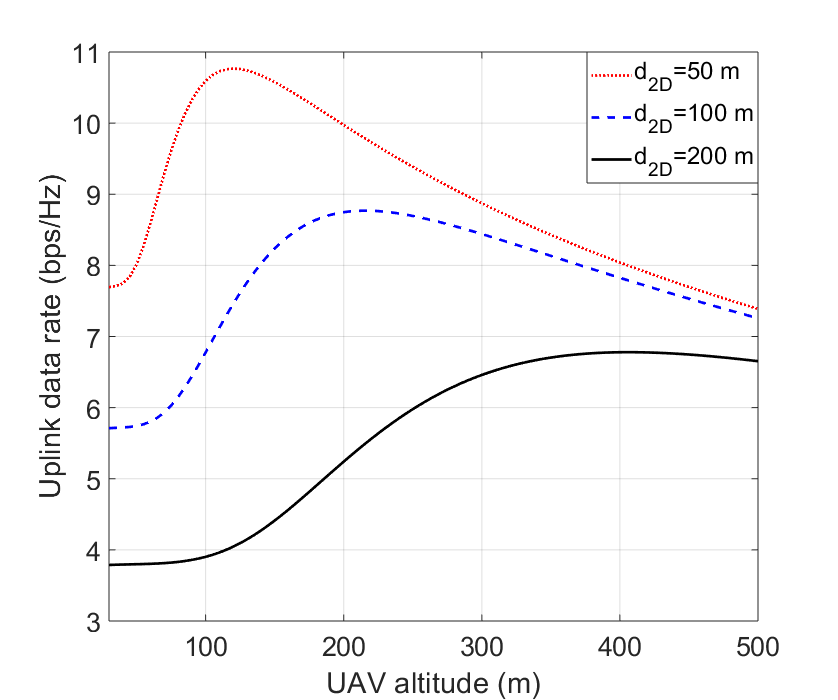 11
10
9
8
7
6
5
4
3
Uplink data rate (bps/Hz)
d2D=50 m
d2D=100 m
d2D=200 m
100 200 300 400 500
UAV altitude (m)